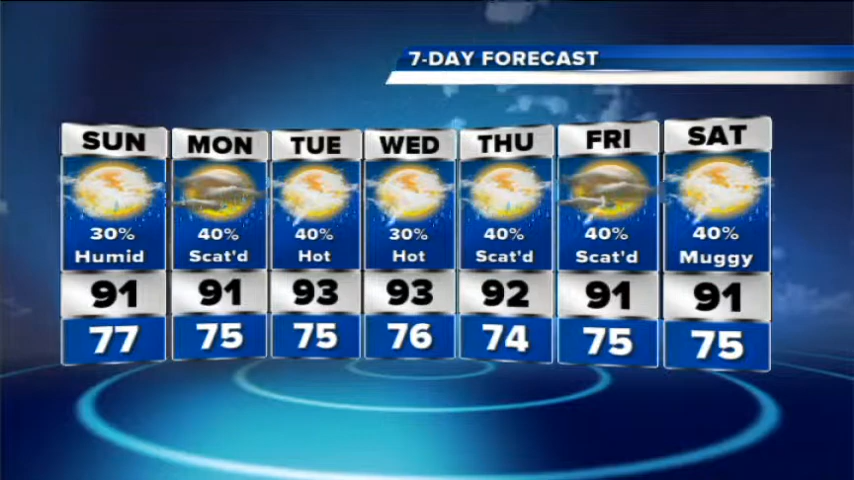 7-DAY FORECAST
SUN MON TUE WED THU FRI SAT
30% 40% 40% 30% 40% 40% 40%
Humid Scat'd Hot Hot Scat'd Scat'd Muggy
91 91 93 93 92 91 91
77 75 75 76 74 75 75